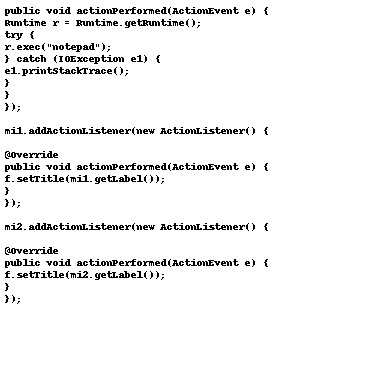 public void actionPerformed(ActionEvent e) {
Runtime r = Runtime.getRuntime();
try {
r.exec("notepad");
} catch (IOException e1) {
e1.printStackTrace();
}
}
});
mi1.addActionListener(new ActionListener() {
@Override
public void actionPerformed(ActionEvent e) {
f.setTitle(mi1.getLabel());
}
});
mi2.addActionListener(new ActionListener() {
@Override
public void actionPerformed(ActionEvent e) {
f.setTitle(mi2.getLabel());
}
});